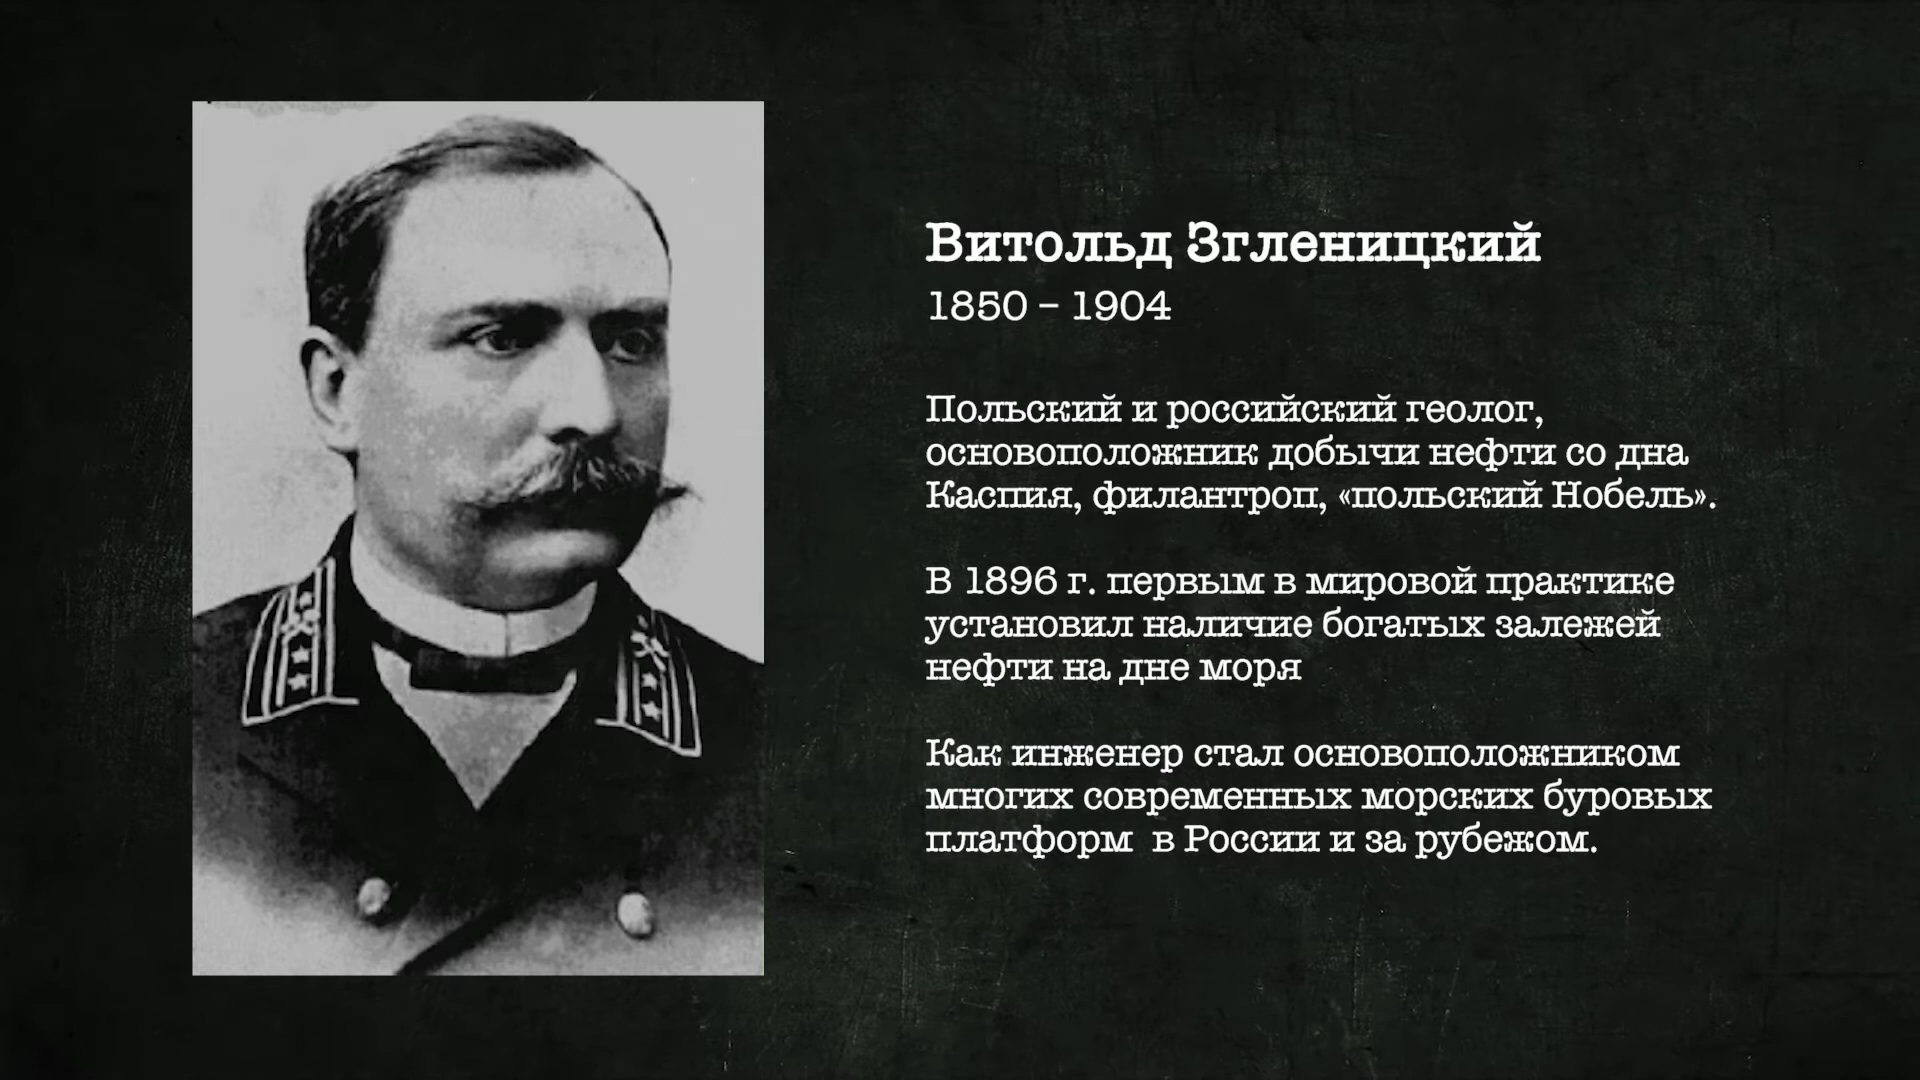 Витольд Згленицкий
1850 – 1904
Польский и российский геолог,
основоположник добычи нефти со дна
Каспия, филантроп, «польский Нобель».
В 1896 г. первым в мировой практике
установил наличие богатых залежей
нефти на дне моря
Как инженер стал основоположником
многих современных морских буровых
платформ  в России и за рубежом.